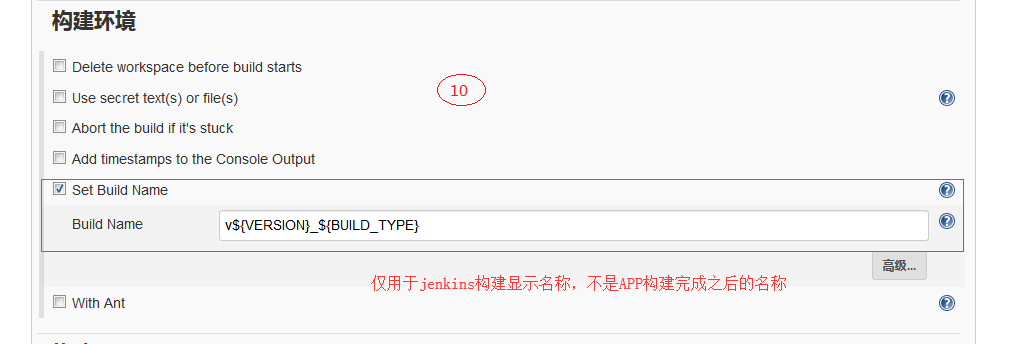 构建环境
Delete workspace before build starts
10
Use secret text(s) or file(s)
Abort the build if it's stuck
Add timestamps to the Console Output
Set Build Name
Build Name
v${VERSION}_${BUILD_TYPE}
高级...
仅用于jenkins构建显示名称，不是APP构建完成之后的名称
With Ant